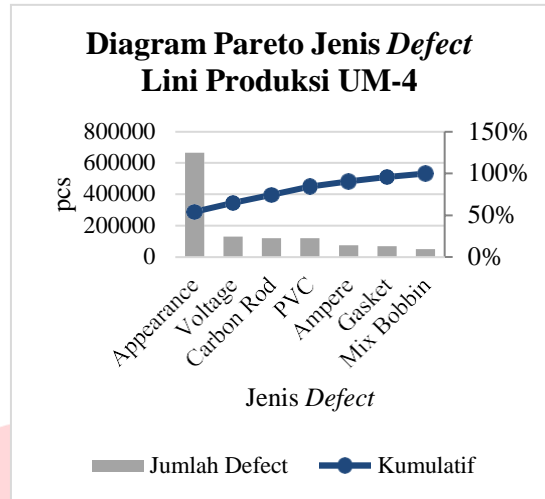 Diagram Pareto Jenis Defect
Lini Produksi UM-4
800000
600000
400000
200000
0
pcs
150%
100%
50%
0%
Appearance
Voltage
Carbon Rod
PVC
Ampere
Gasket
Mix Bobbin
Jenis Defect
Jumlah Defect
Kumulatif